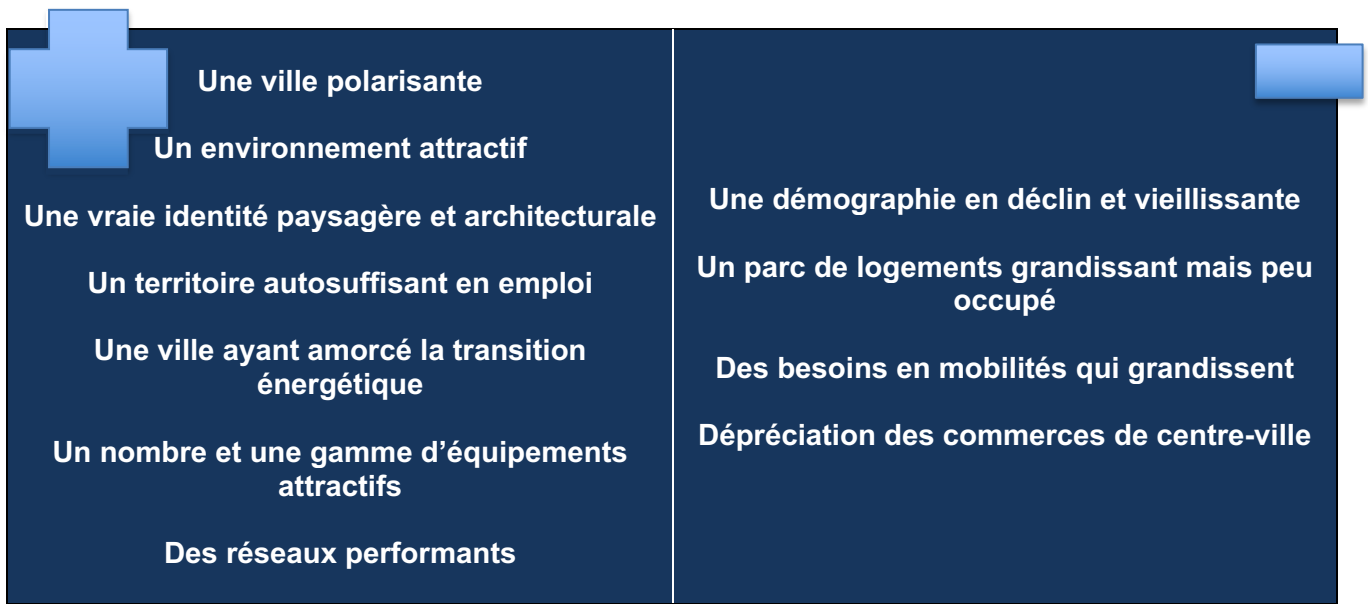 Une ville polarisante
Un environnement attractif
Une vraie identité paysagère et architecturale
Un territoire autosuffisant en emploi
Une ville ayant amorcé la transition
énergétique
Un nombre et une gamme d’équipements
attractifs
Des réseaux performants
Une démographie en déclin et vieillissante
Un parc de logements grandissant mais peu
occupé
Des besoins en mobilités qui grandissent
Dépréciation des commerces de centre-ville